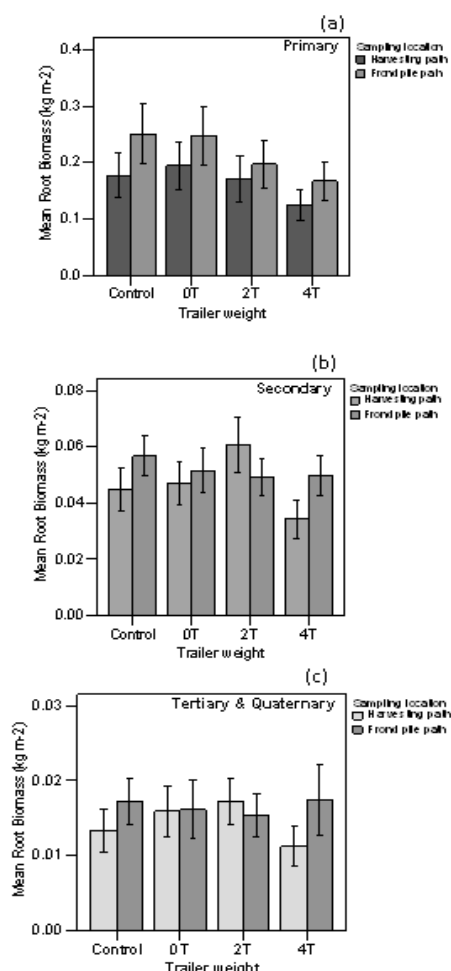 (a)
Primary
Sampling location
Harvesting path
Frond pile path
Mean Root Biomass (kg m-2)
0.4
0.3
0.2
0.1
0.0
Control 0T 2T 4T
Trailer weight
(b)
Secondary
Sampling location
Harvesting path
Frond pile path
Mean Root Biomass (kg m-2)
0.08
0.06
0.04
0.02
0.00
Control 0T 2T 4T
Trailer weight
(c)
Tertiary & Quaternary
Sampling location
Harvesting path
Frond pile path
Mean Root Biomass (kg m-2)
0.03
0.02
0.01
0.00
Control 0T 2T 4T
Trailer weight